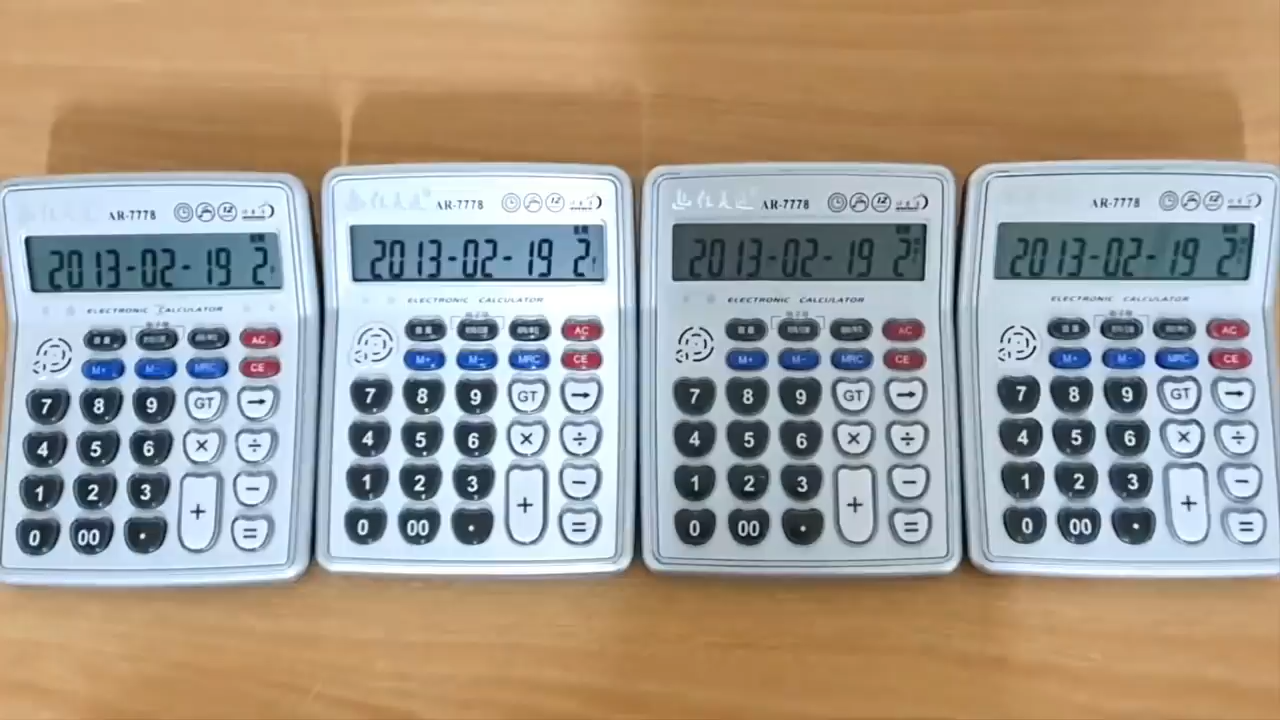 AR-7778
12
2013-02-19 2
ELECTRONIC CALCULATOR
AC
M+ M- MRC CE
7 8 9 GT →
4 5 6 × ÷
1 2 3 + −
0 00 · =
AR-7778
12
2013-02-19 2
ELECTRONIC CALCULATOR
AC
M+ M- MRC CE
7 8 9 GT →
4 5 6 × ÷
1 2 3 + −
0 00 · =
AR-7778
12
2013-02-19 2
ELECTRONIC CALCULATOR
AC
M+ M- MRC CE
7 8 9 GT →
4 5 6 × ÷
1 2 3 + −
0 00 · =
AR-7778
12
2013-02-19 2
ELECTRONIC CALCULATOR
AC
M+ M- MRC CE
7 8 9 GT →
4 5 6 × ÷
1 2 3 + −
0 00 · =